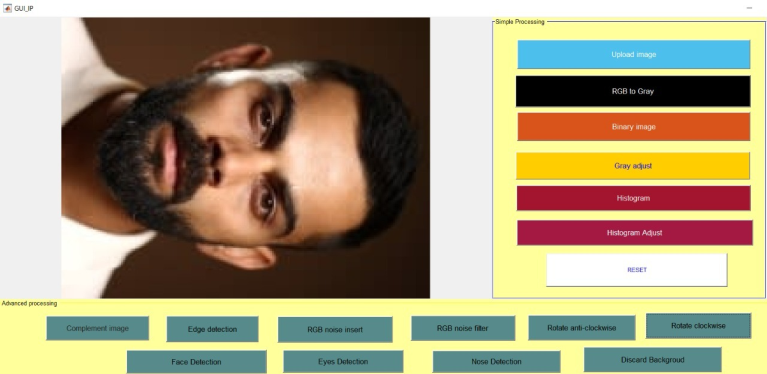 GUI_IP
Simple Processing
Upload image
RGB to Gray
Binary image
Gray adjust
Histogram
Histogram Adjust
RESET
Advanced processing
Complement image
Edge detection
RGB noise insert
RGB noise filter
Rotate anti-clockwise
Rotate clockwise
Face Detection
Eyes Detection
Nose Detection
Discard Backgroud